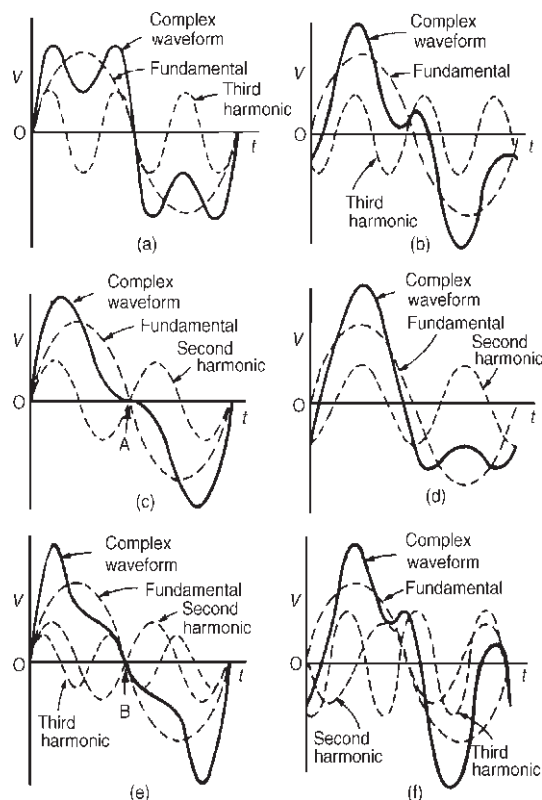 V
O
Complex
waveform
Fundamental
Third
harmonic
t
(a)
V
O
Complex
waveform
Fundamental
Third
harmonic
t
(b)
V
O
Complex
waveform
Fundamental
Second
harmonic
A
t
(c)
V
O
Complex
waveform
Fundamental
Second
harmonic
t
(d)
V
O
Complex
waveform
Fundamental
Second
harmonic
Third
harmonic
B
t
(e)
V
O
Complex
waveform
Fundamental
Second
harmonic
Third
harmonic
t
(f)